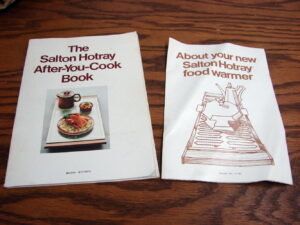 The
Salton Hotray
After-You-Cook
Book
About your new
Salton Hotray
food warmer